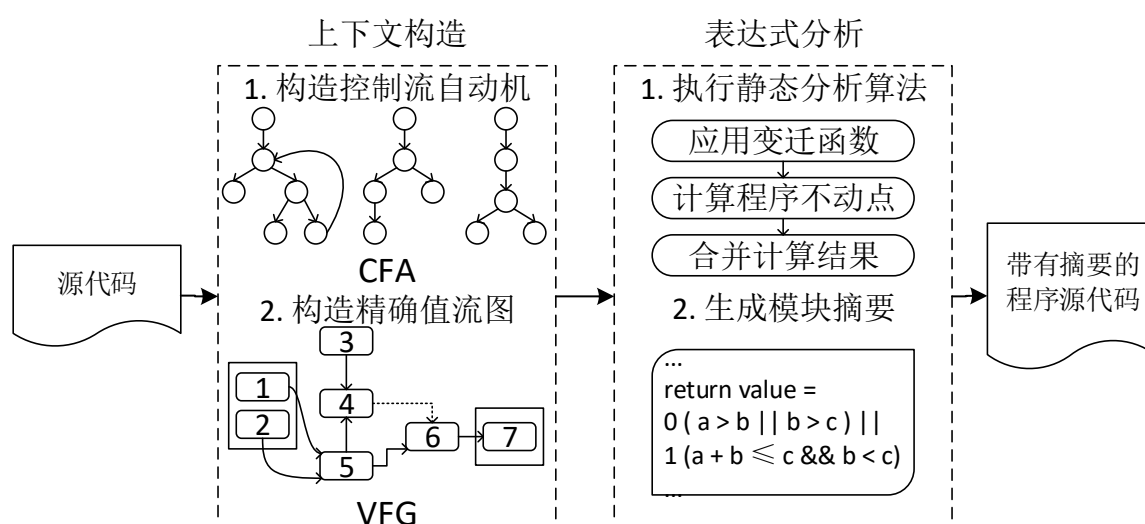 上下文构造
表达式分析
源代码
1. 构造控制流自动机
CFA
2. 构造精确值流图
3
1
4
2
6
7
5
VFG
1. 执行静态分析算法
应用变迁函数
计算程序不动点
合并计算结果
2. 生成模块摘要
...
return value =
0 ( a > b || b > c ) ||
1 (a + b ≤ c && b < c)
...
带有摘要的
程序源代码